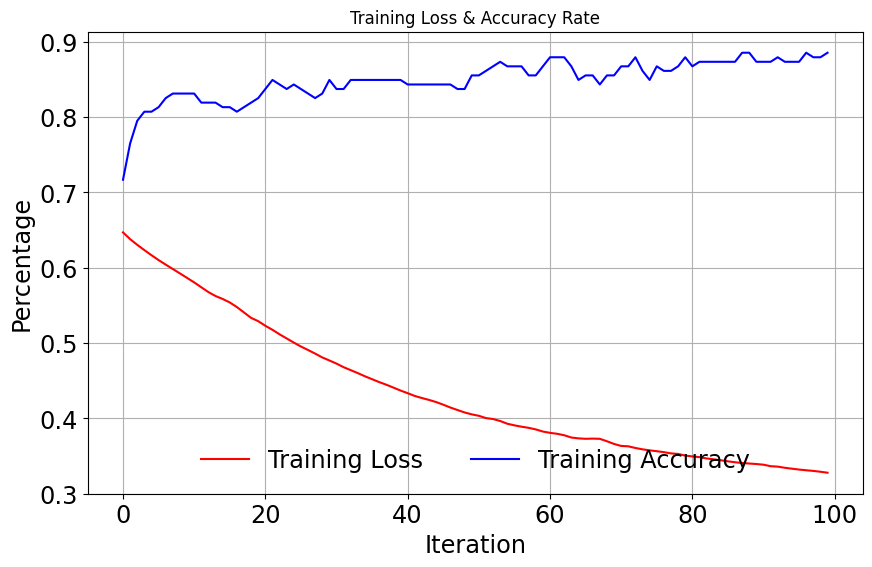 Training Loss & Accuracy Rate
0.9
0.8
0.7
0.6
0.5
0.4
0.3
Percentage
Training Loss Training Accuracy
0 20 40 60 80 100
Iteration